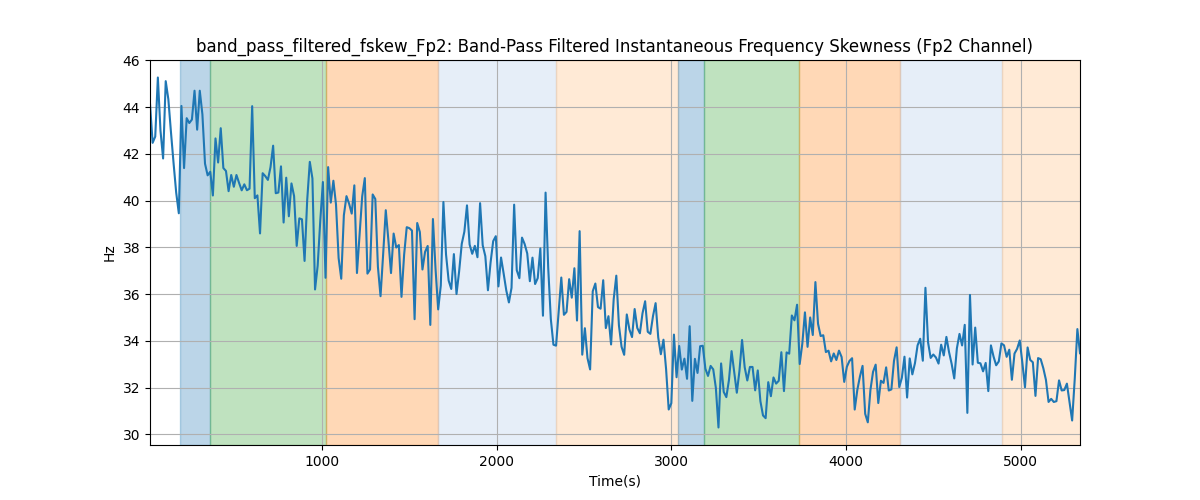 band_pass_filtered_fskew_Fp2: Band-Pass Filtered Instantaneous Frequency Skewness (Fp2 Channel)
46
44
42
40
38
36
34
32
30
Hz
1000 2000 3000 4000 5000
Time(s)